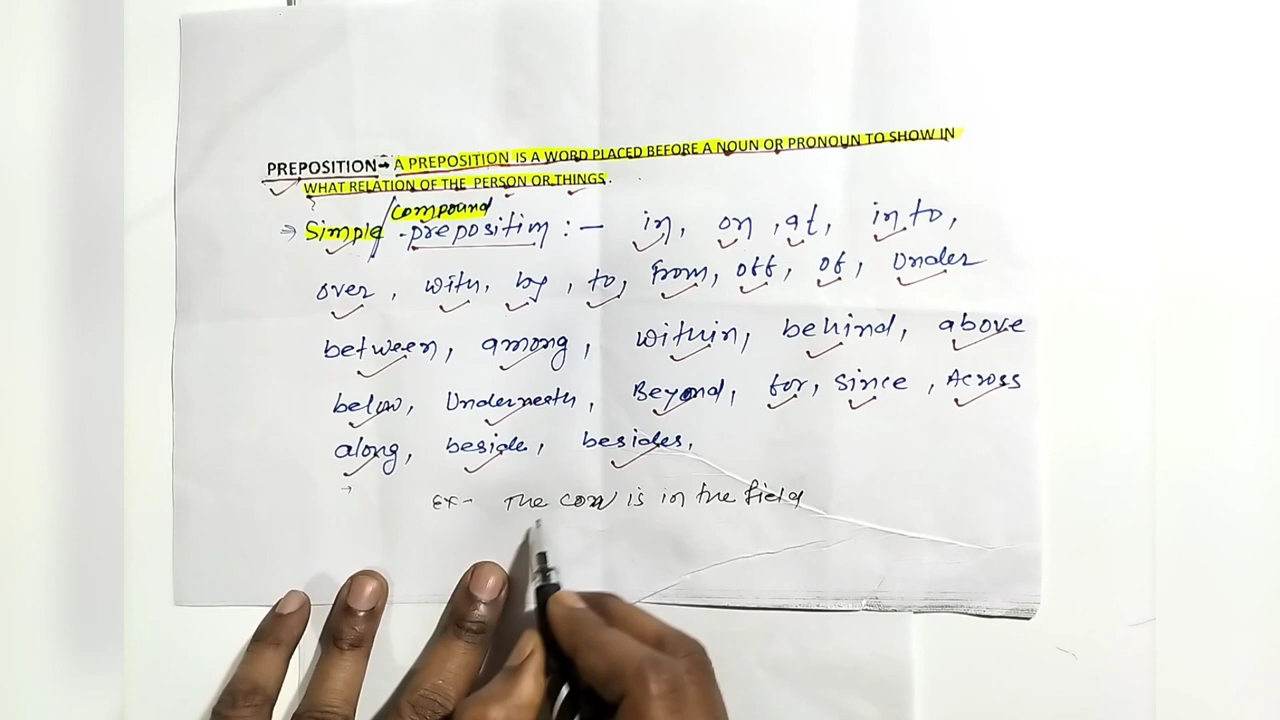 PREPOSITION→ A PREPOSITION IS A WORD PLACED BEFORE A NOUN OR PRONOUN TO SHOW IN
WHAT RELATION OF THE PERSON OR THINGS.
⇒ Simple/compound preposition :- in, on, at, into,
over, with, by, to, from, off, of, Under
between, among, within, behind, above
below, Underneath, Beyond, for, Since, Across
along, beside, besides,
Ex- The cow is in the field